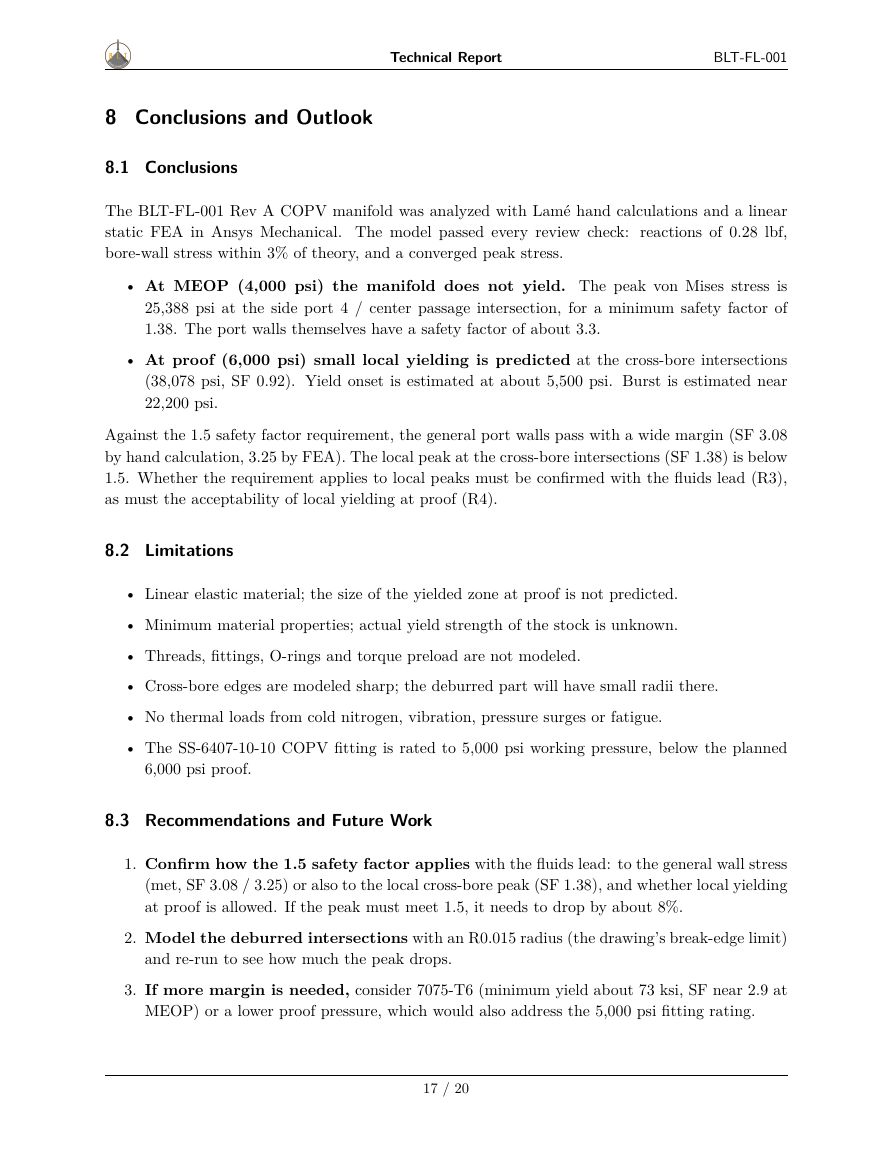 Technical Report
BLT-FL-001
8 Conclusions and Outlook
8.1 Conclusions
The BLT-FL-001 Rev A COPV manifold was analyzed with Lamé hand calculations and a linear
static FEA in Ansys Mechanical. The model passed every review check: reactions of 0.28 lbf,
bore-wall stress within 3% of theory, and a converged peak stress.
• At MEOP (4,000 psi) the manifold does not yield. The peak von Mises stress is
25,388 psi at the side port 4 / center passage intersection, for a minimum safety factor of
1.38. The port walls themselves have a safety factor of about 3.3.
• At proof (6,000 psi) small local yielding is predicted at the cross-bore intersections
(38,078 psi, SF 0.92). Yield onset is estimated at about 5,500 psi. Burst is estimated near
22,200 psi.
Against the 1.5 safety factor requirement, the general port walls pass with a wide margin (SF 3.08
by hand calculation, 3.25 by FEA). The local peak at the cross-bore intersections (SF 1.38) is below
1.5. Whether the requirement applies to local peaks must be confirmed with the fluids lead (R3),
as must the acceptability of local yielding at proof (R4).
8.2 Limitations
• Linear elastic material; the size of the yielded zone at proof is not predicted.
• Minimum material properties; actual yield strength of the stock is unknown.
• Threads, fittings, O-rings and torque preload are not modeled.
• Cross-bore edges are modeled sharp; the deburred part will have small radii there.
• No thermal loads from cold nitrogen, vibration, pressure surges or fatigue.
• The SS-6407-10-10 COPV fitting is rated to 5,000 psi working pressure, below the planned
6,000 psi proof.
8.3 Recommendations and Future Work
1. Confirm how the 1.5 safety factor applies with the fluids lead: to the general wall stress
(met, SF 3.08 / 3.25) or also to the local cross-bore peak (SF 1.38), and whether local yielding
at proof is allowed. If the peak must meet 1.5, it needs to drop by about 8%.
2. Model the deburred intersections with an R0.015 radius (the drawing's break-edge limit)
and re-run to see how much the peak drops.
3. If more margin is needed, consider 7075-T6 (minimum yield about 73 ksi, SF near 2.9 at
MEOP) or a lower proof pressure, which would also address the 5,000 psi fitting rating.
17 / 20